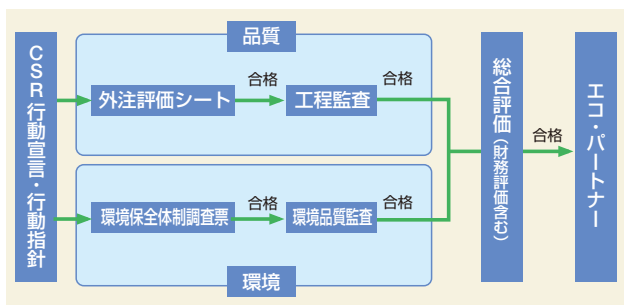 CSR行動宣言・行動指針
品質
外注評価シート
合格
工程監査
合格
環境保全体制調査票
合格
環境品質監査
合格
環境
総合評価(財務評価含む)
合格
エコ・パートナー